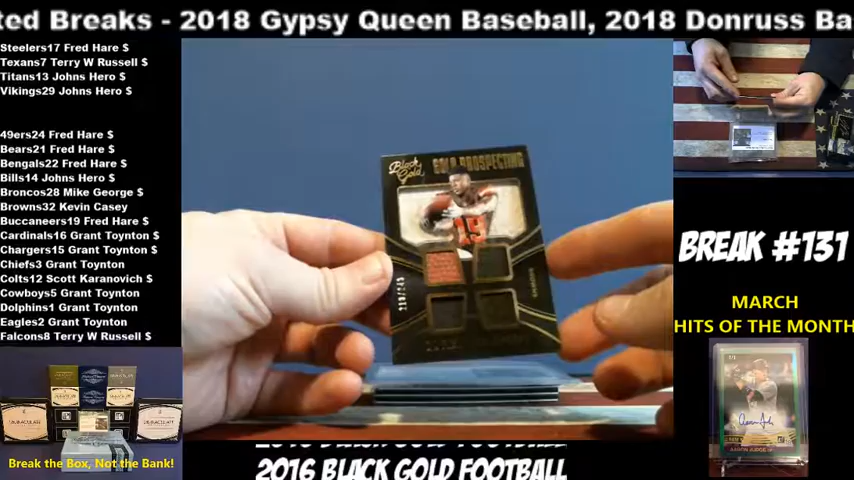 ted Breaks - 2018 Gypsy Queen Baseball, 2018 Donruss Ba
Steelers17 Fred Hare $
Texans7 Terry W Russell $
Titans13 Johns Hero $
Vikings29 Johns Hero $
49ers24 Fred Hare $
Bears21 Fred Hare $
Bengals22 Fred Hare $
Bills14 Johns Hero $
Broncos28 Mike George $
Browns32 Kevin Casey
Buccaneers19 Fred Hare $
Cardinals16 Grant Toynton $
Chargers15 Grant Toynton $
Chiefs3 Grant Toynton
Colts12 Scott Karanovich $
Cowboys5 Grant Toynton
Dolphins1 Grant Toynton
Eagles2 Grant Toynton
Falcons8 Terry W Russell $
Break the Box, Not the Bank!
Black Gold
GOLD PROSPECTING
15
2016 BLACK GOLD FOOTBALL
BREAK #131
MARCH
HITS OF THE MONTH
AARON JUDGE